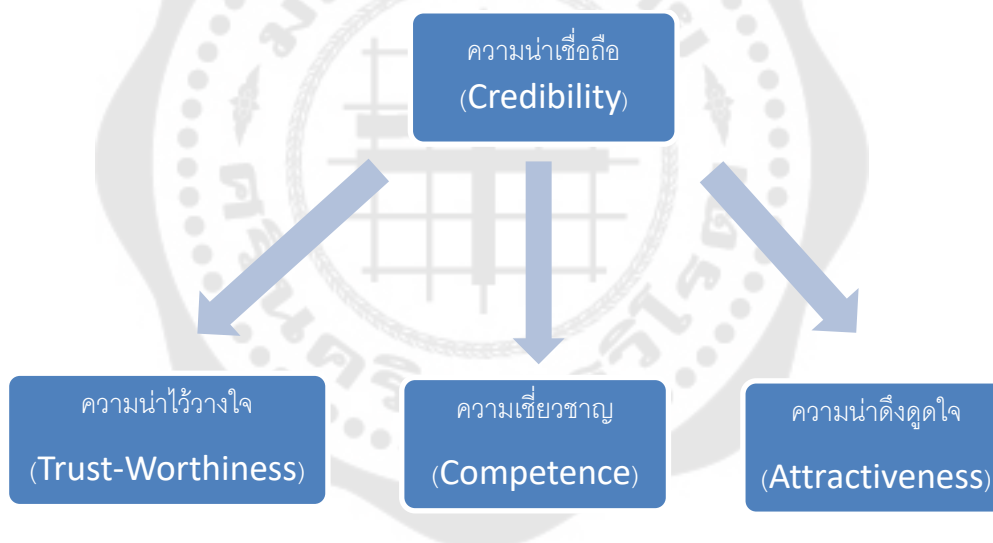 ความน่าเชื่อถือ
(Credibility)
ความน่าไว้วางใจ
(Trust-Worthiness)
ความเชี่ยวชาญ
(Competence)
ความน่าดึงดูดใจ
(Attractiveness)